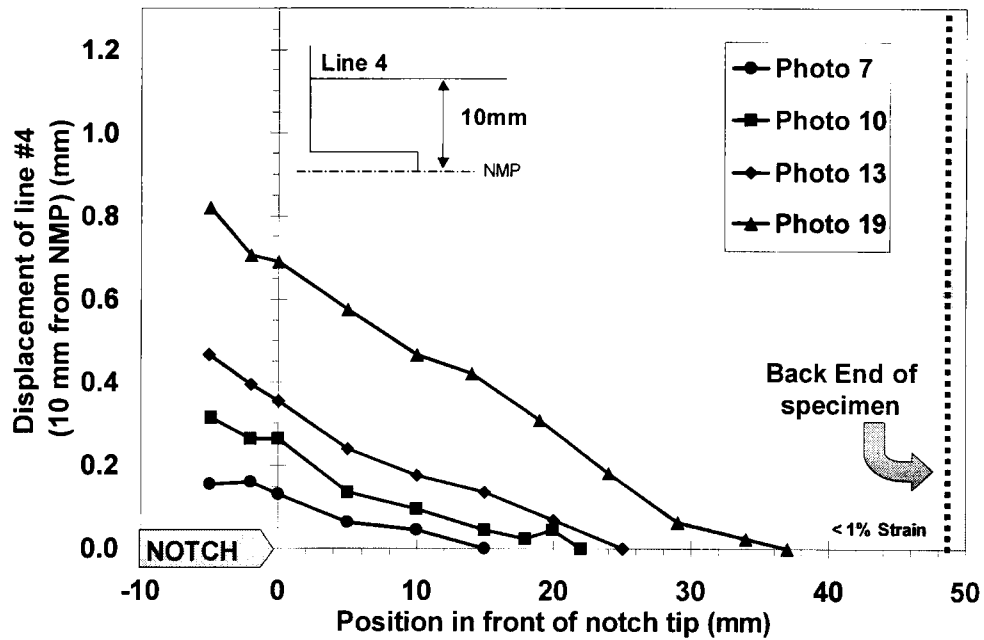 Displacement of line #4
(10 mm from NMP) (mm)
1.2
1.0
0.8
0.6
0.4
0.2
0.0
Line 4
10mm
NMP
Photo 7
Photo 10
Photo 13
Photo 19
Back End of
specimen
< 1% Strain
NOTCH
-10
0
10
20
30
40
50
Position in front of notch tip (mm)